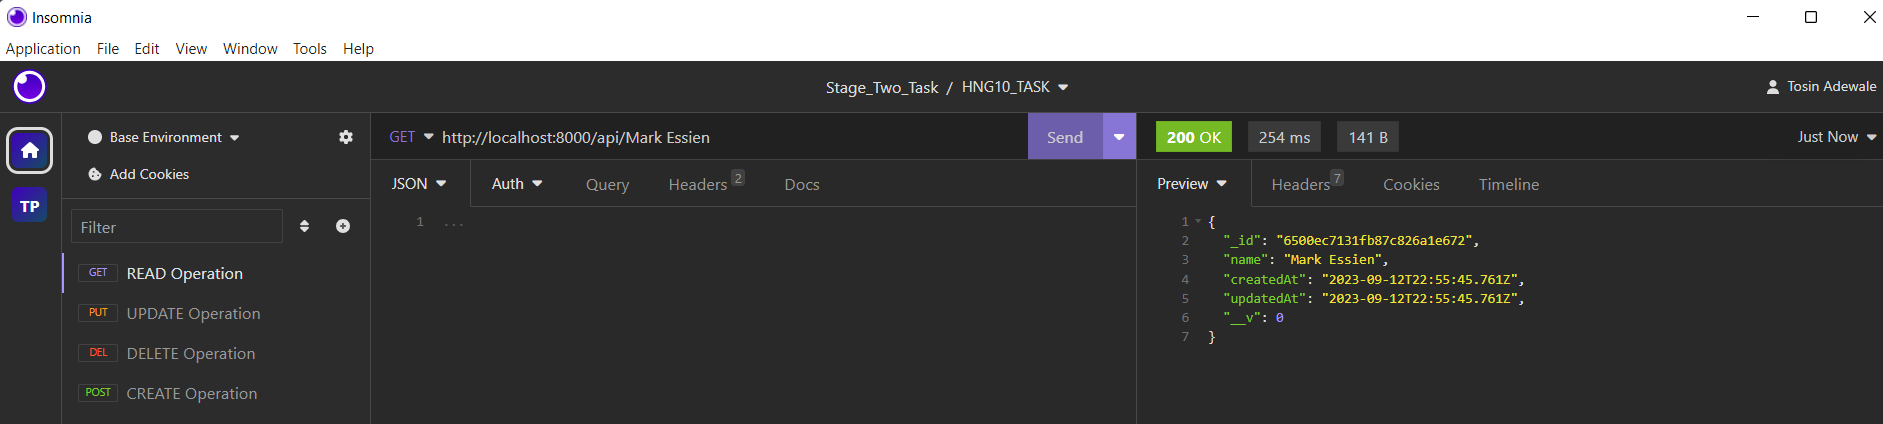 Insomnia
Application File Edit View Window Tools Help
Stage_Two_Task / HNG10_TASK
Tosin Adewale
Base Environment
Add Cookies
TP
Filter
GET READ Operation
PUT UPDATE Operation
DEL DELETE Operation
POST CREATE Operation
GET http://localhost:8000/api/Mark Essien Send
JSON Auth Query Headers 2 Docs
1 ...
200 OK 254 ms 141 B Just Now
Preview Headers 7 Cookies Timeline
1 {
2 "_id": "6500ec7131fb87c826a1e672",
3 "name": "Mark Essien",
4 "createdAt": "2023-09-12T22:55:45.761Z",
5 "updatedAt": "2023-09-12T22:55:45.761Z",
6 "__v": 0
7 }